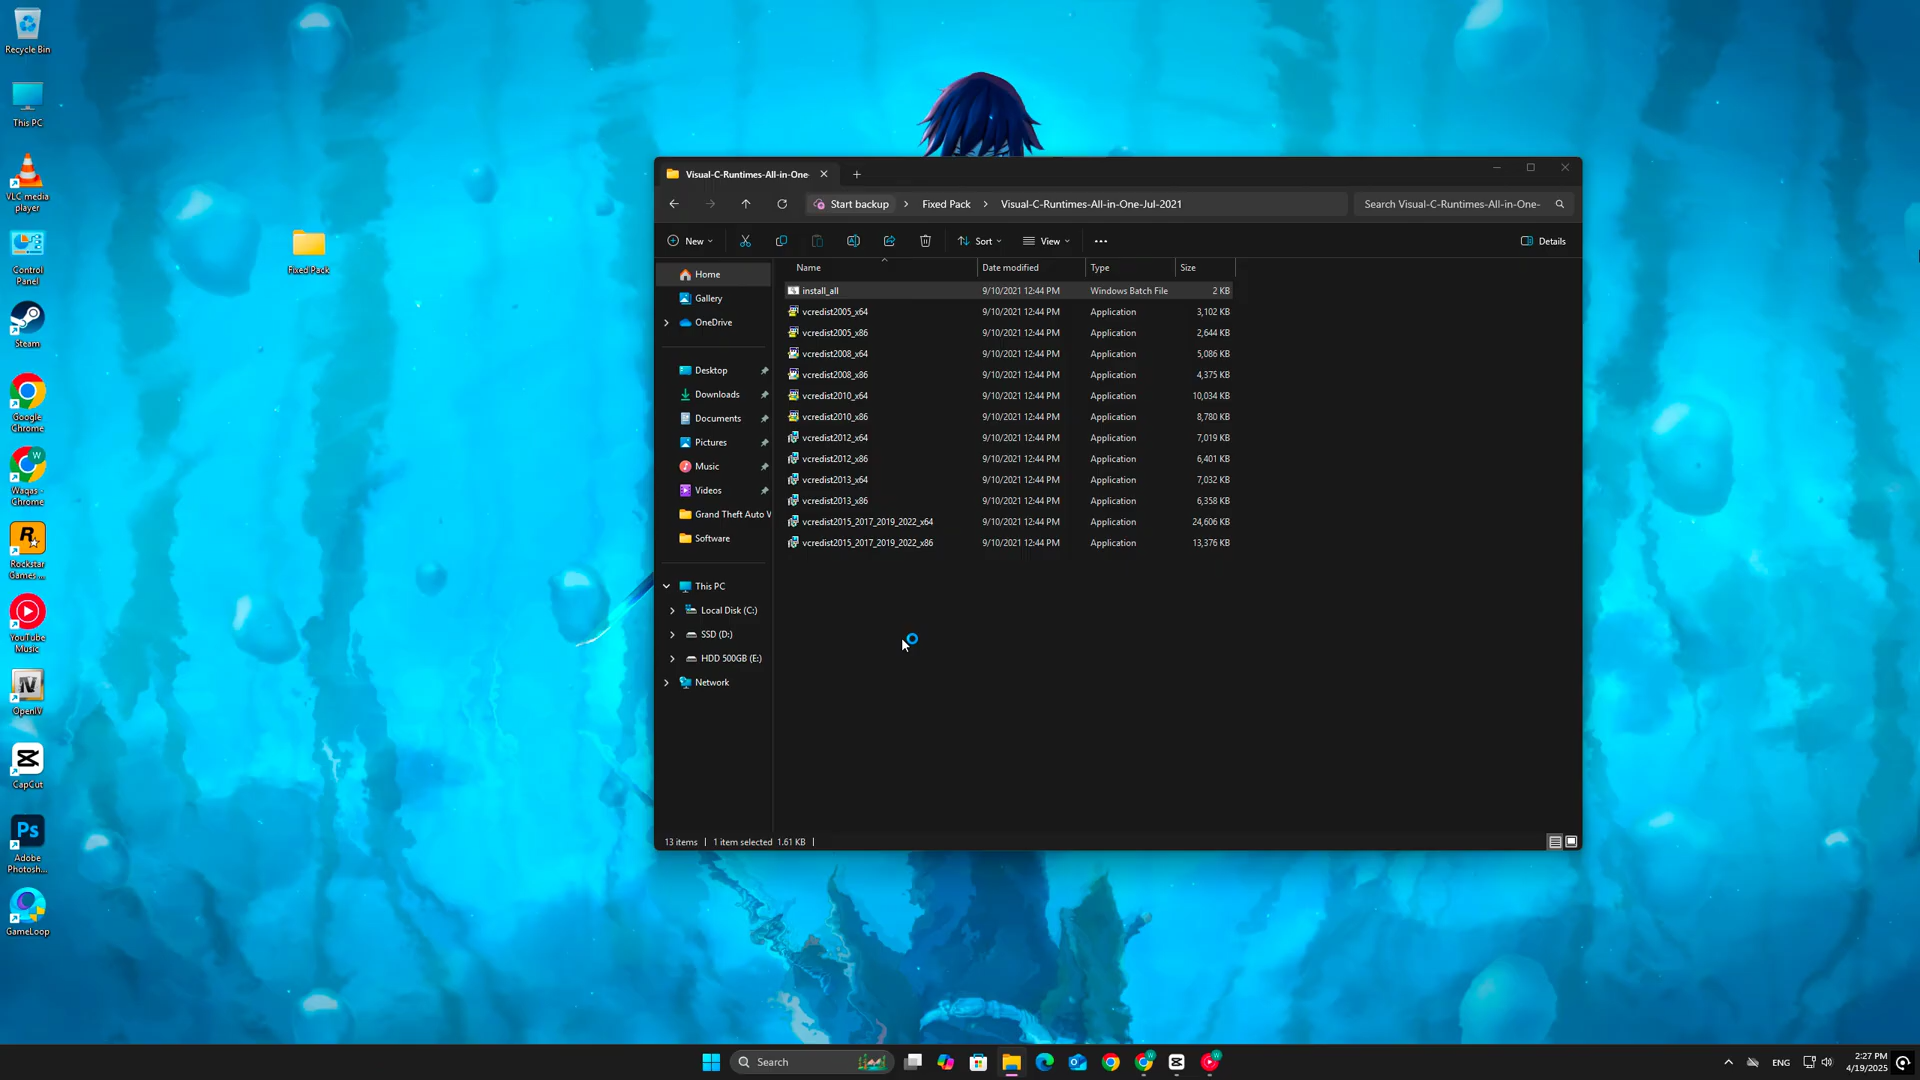 Recycle Bin
This PC
VLC media
player
Control
Panel
Steam
Google
Chrome
Waqas -
Chrome
Rockstar
Games ...
YouTube
Music
OpenIV
CapCut
Ps
Adobe
Photosh...
GameLoop
Fixed Pack
Visual-C-Runtimes-All-in-One-
Start backup > Fixed Pack > Visual-C-Runtimes-All-in-One-Jul-2021
Search Visual-C-Runtimes-All-in-One-
New
Sort
View
Details
Home
Gallery
OneDrive
Desktop
Downloads
Documents
Pictures
Music
Videos
Grand Theft Auto V
Software
This PC
Local Disk (C:)
SSD (D:)
HDD 500GB (E:)
Network
Name Date modified Type Size
install_all 9/10/2021 12:44 PM Windows Batch File 2 KB
vcredist2005_x64 9/10/2021 12:44 PM Application 3,102 KB
vcredist2005_x86 9/10/2021 12:44 PM Application 2,644 KB
vcredist2008_x64 9/10/2021 12:44 PM Application 5,086 KB
vcredist2008_x86 9/10/2021 12:44 PM Application 4,375 KB
vcredist2010_x64 9/10/2021 12:44 PM Application 10,034 KB
vcredist2010_x86 9/10/2021 12:44 PM Application 8,780 KB
vcredist2012_x64 9/10/2021 12:44 PM Application 7,019 KB
vcredist2012_x86 9/10/2021 12:44 PM Application 6,401 KB
vcredist2013_x64 9/10/2021 12:44 PM Application 7,032 KB
vcredist2013_x86 9/10/2021 12:44 PM Application 6,358 KB
vcredist2015_2017_2019_2022_x64 9/10/2021 12:44 PM Application 24,606 KB
vcredist2015_2017_2019_2022_x86 9/10/2021 12:44 PM Application 13,376 KB
13 items | 1 item selected 1.61 KB |
Search
ENG
2:27 PM
4/19/2025